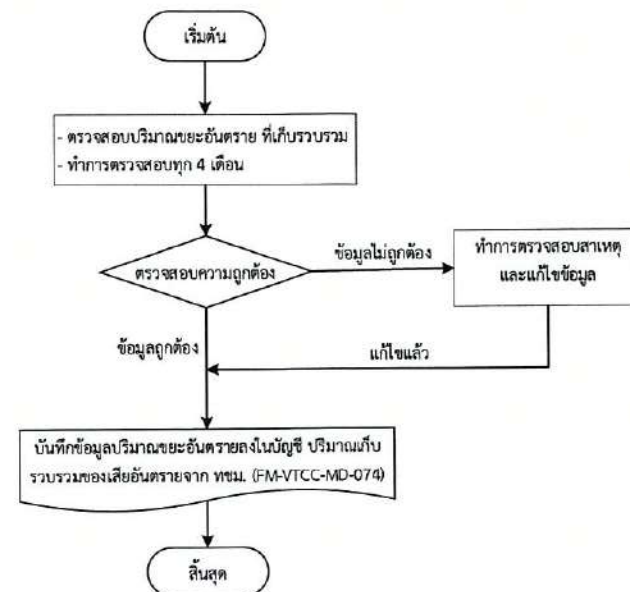 เริ่มต้น
- ตรวจสอบปริมาณขยะอันตราย ที่เก็บรวบรวม
- ทำการตรวจสอบทุก 4 เดือน
ตรวจสอบความถูกต้อง
ข้อมูลไม่ถูกต้อง
ทำการตรวจสอบสาเหตุ
และแก้ไขข้อมูล
ข้อมูลถูกต้อง
แก้ไขแล้ว
บันทึกข้อมูลปริมาณขยะอันตรายลงในบัญชี ปริมาณเก็บ
รวบรวมของเสียอันตรายจาก ทชม. (FM-VTCC-MD-074)
สิ้นสุด